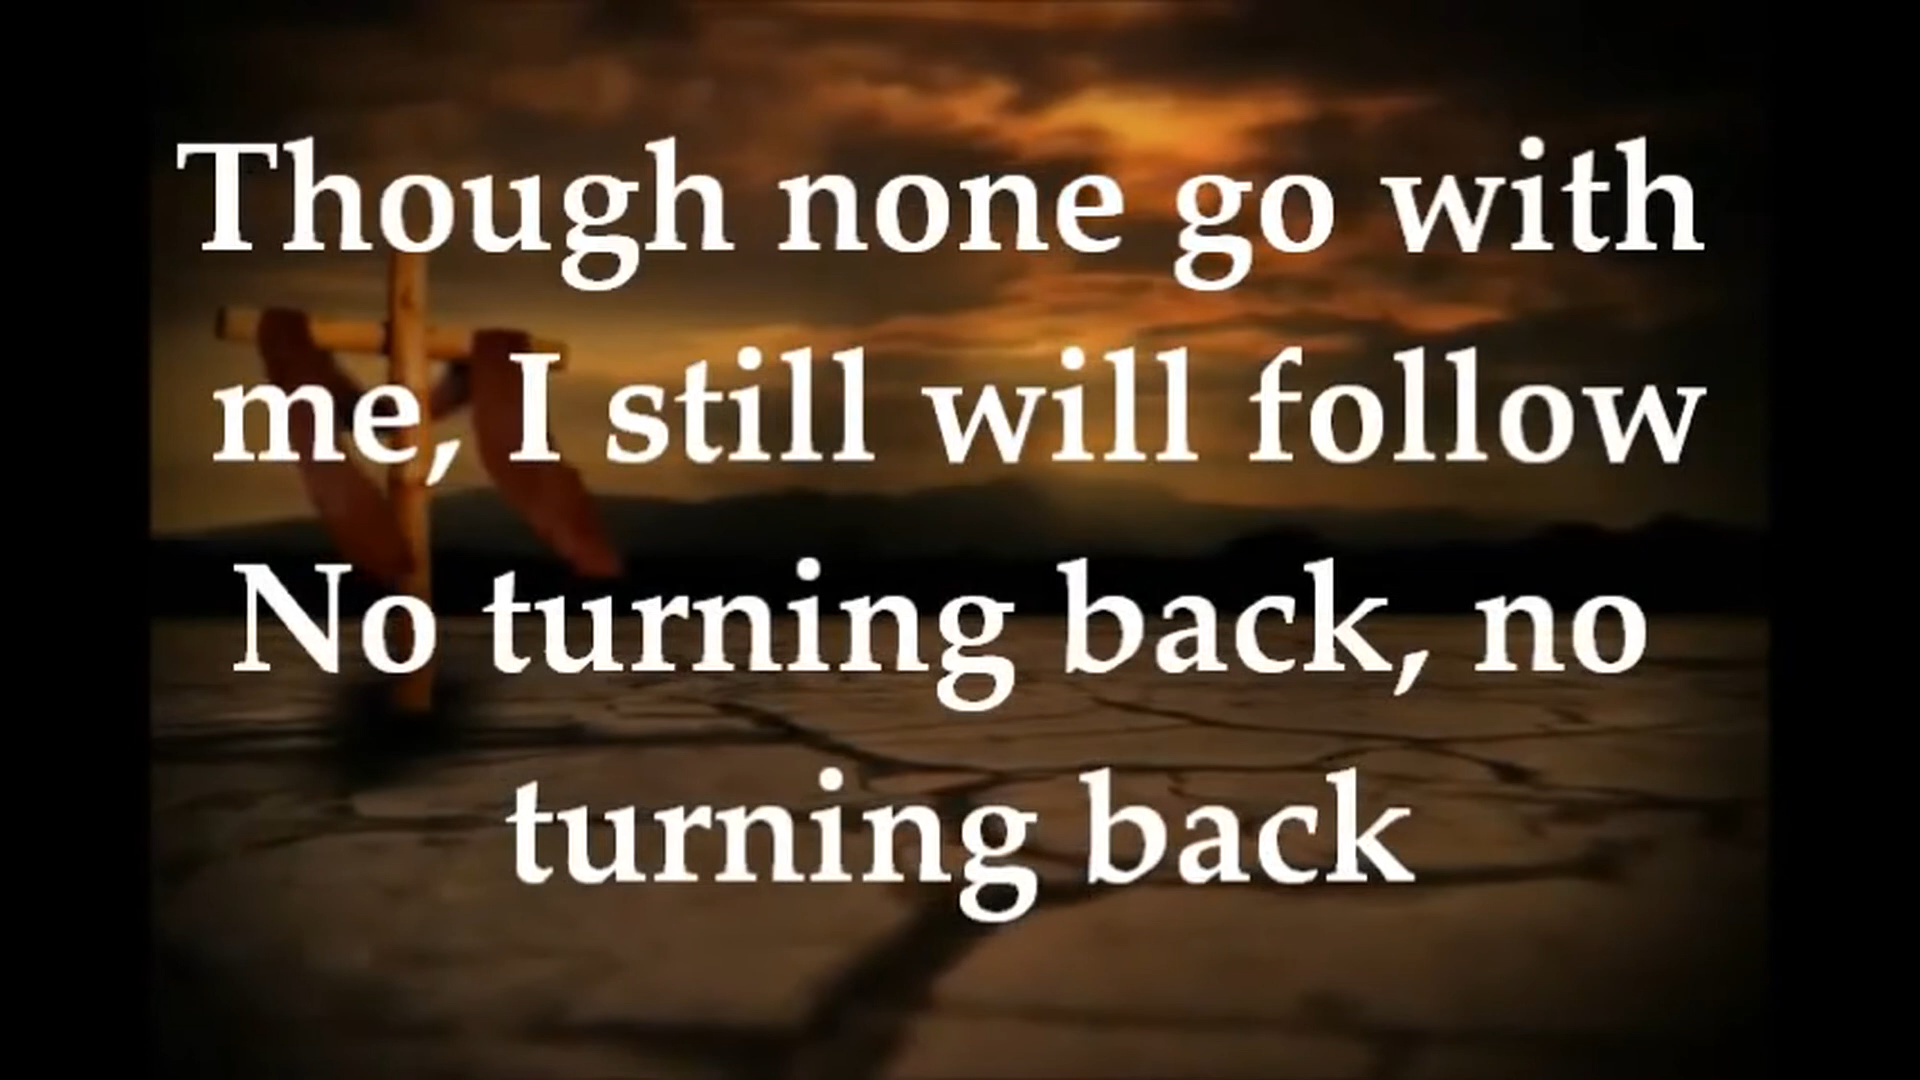 Though none go with
me, I still will follow
No turning back, no
turning back